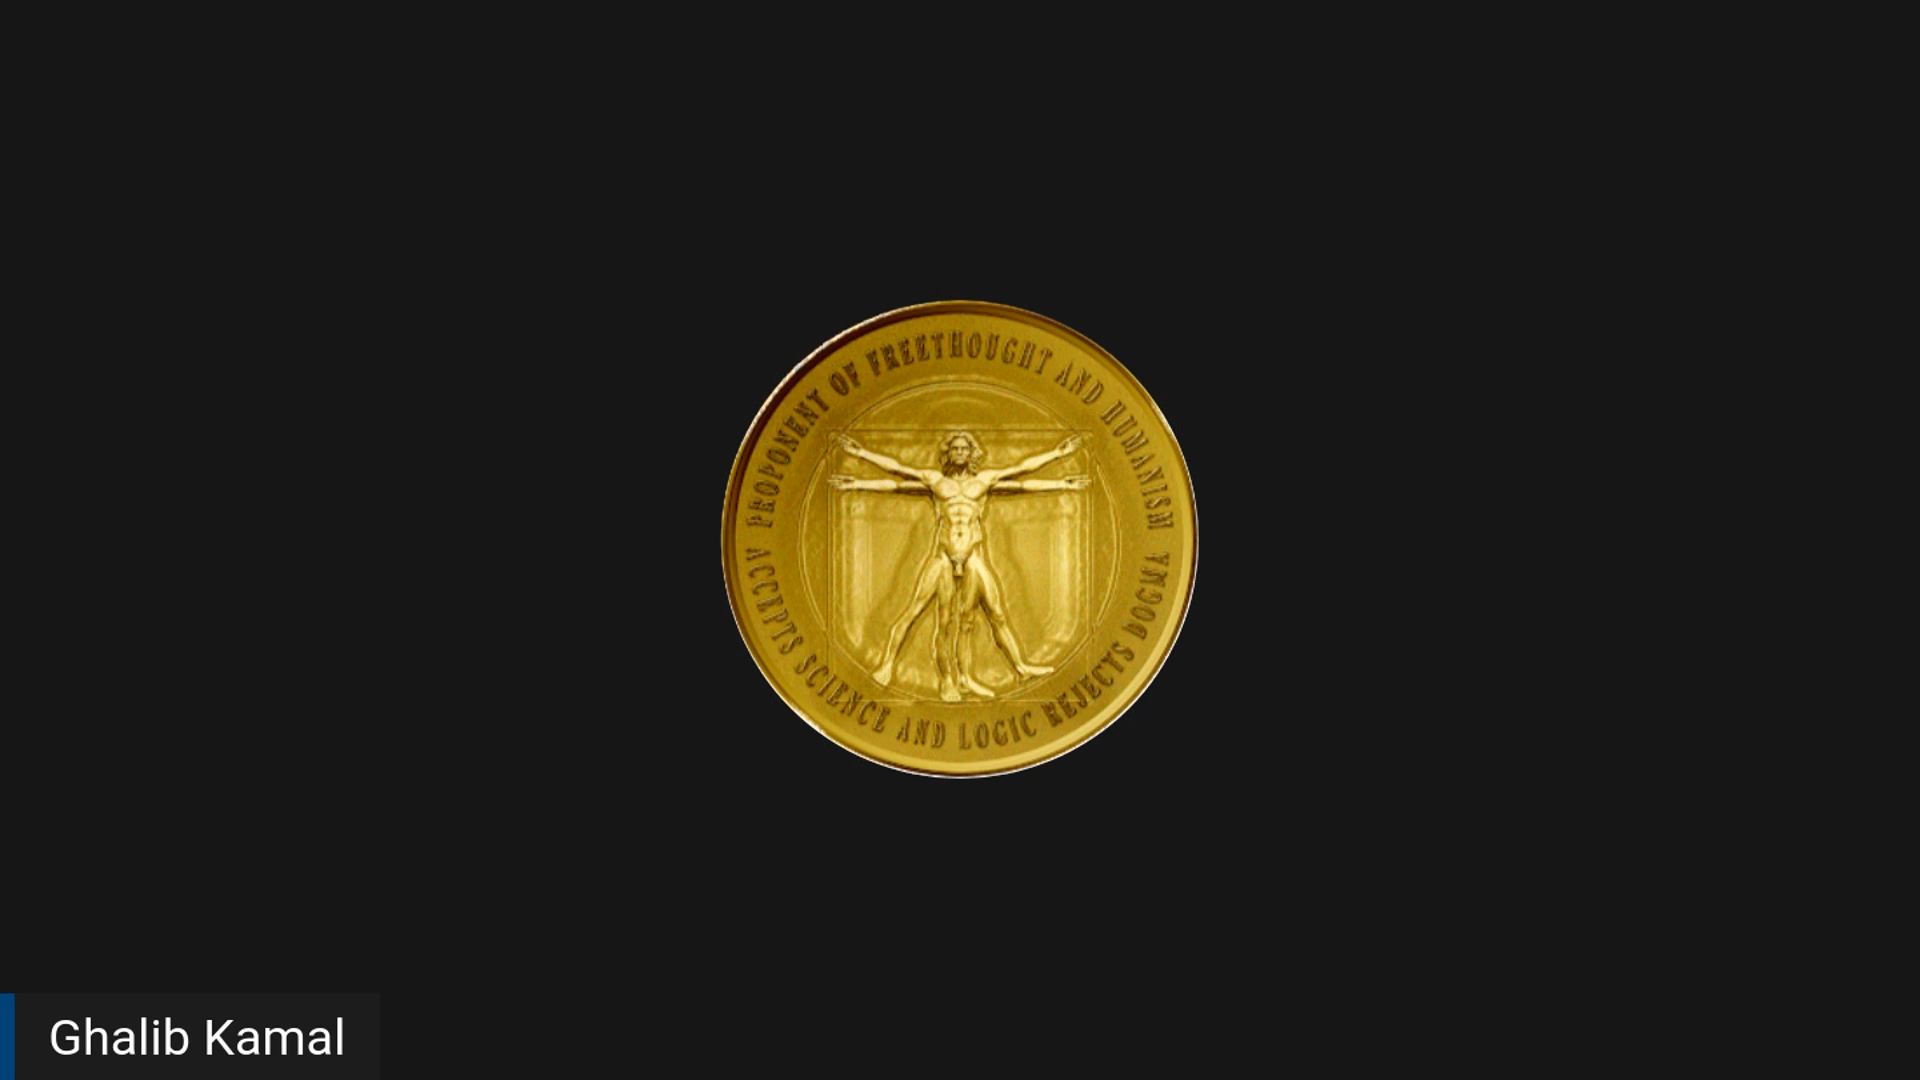 PROPONENT OF FREETHOUGHT AND HUMANISM
ACCEPTS SCIENCE AND LOGIC REJECTS DOGMA
Ghalib Kamal